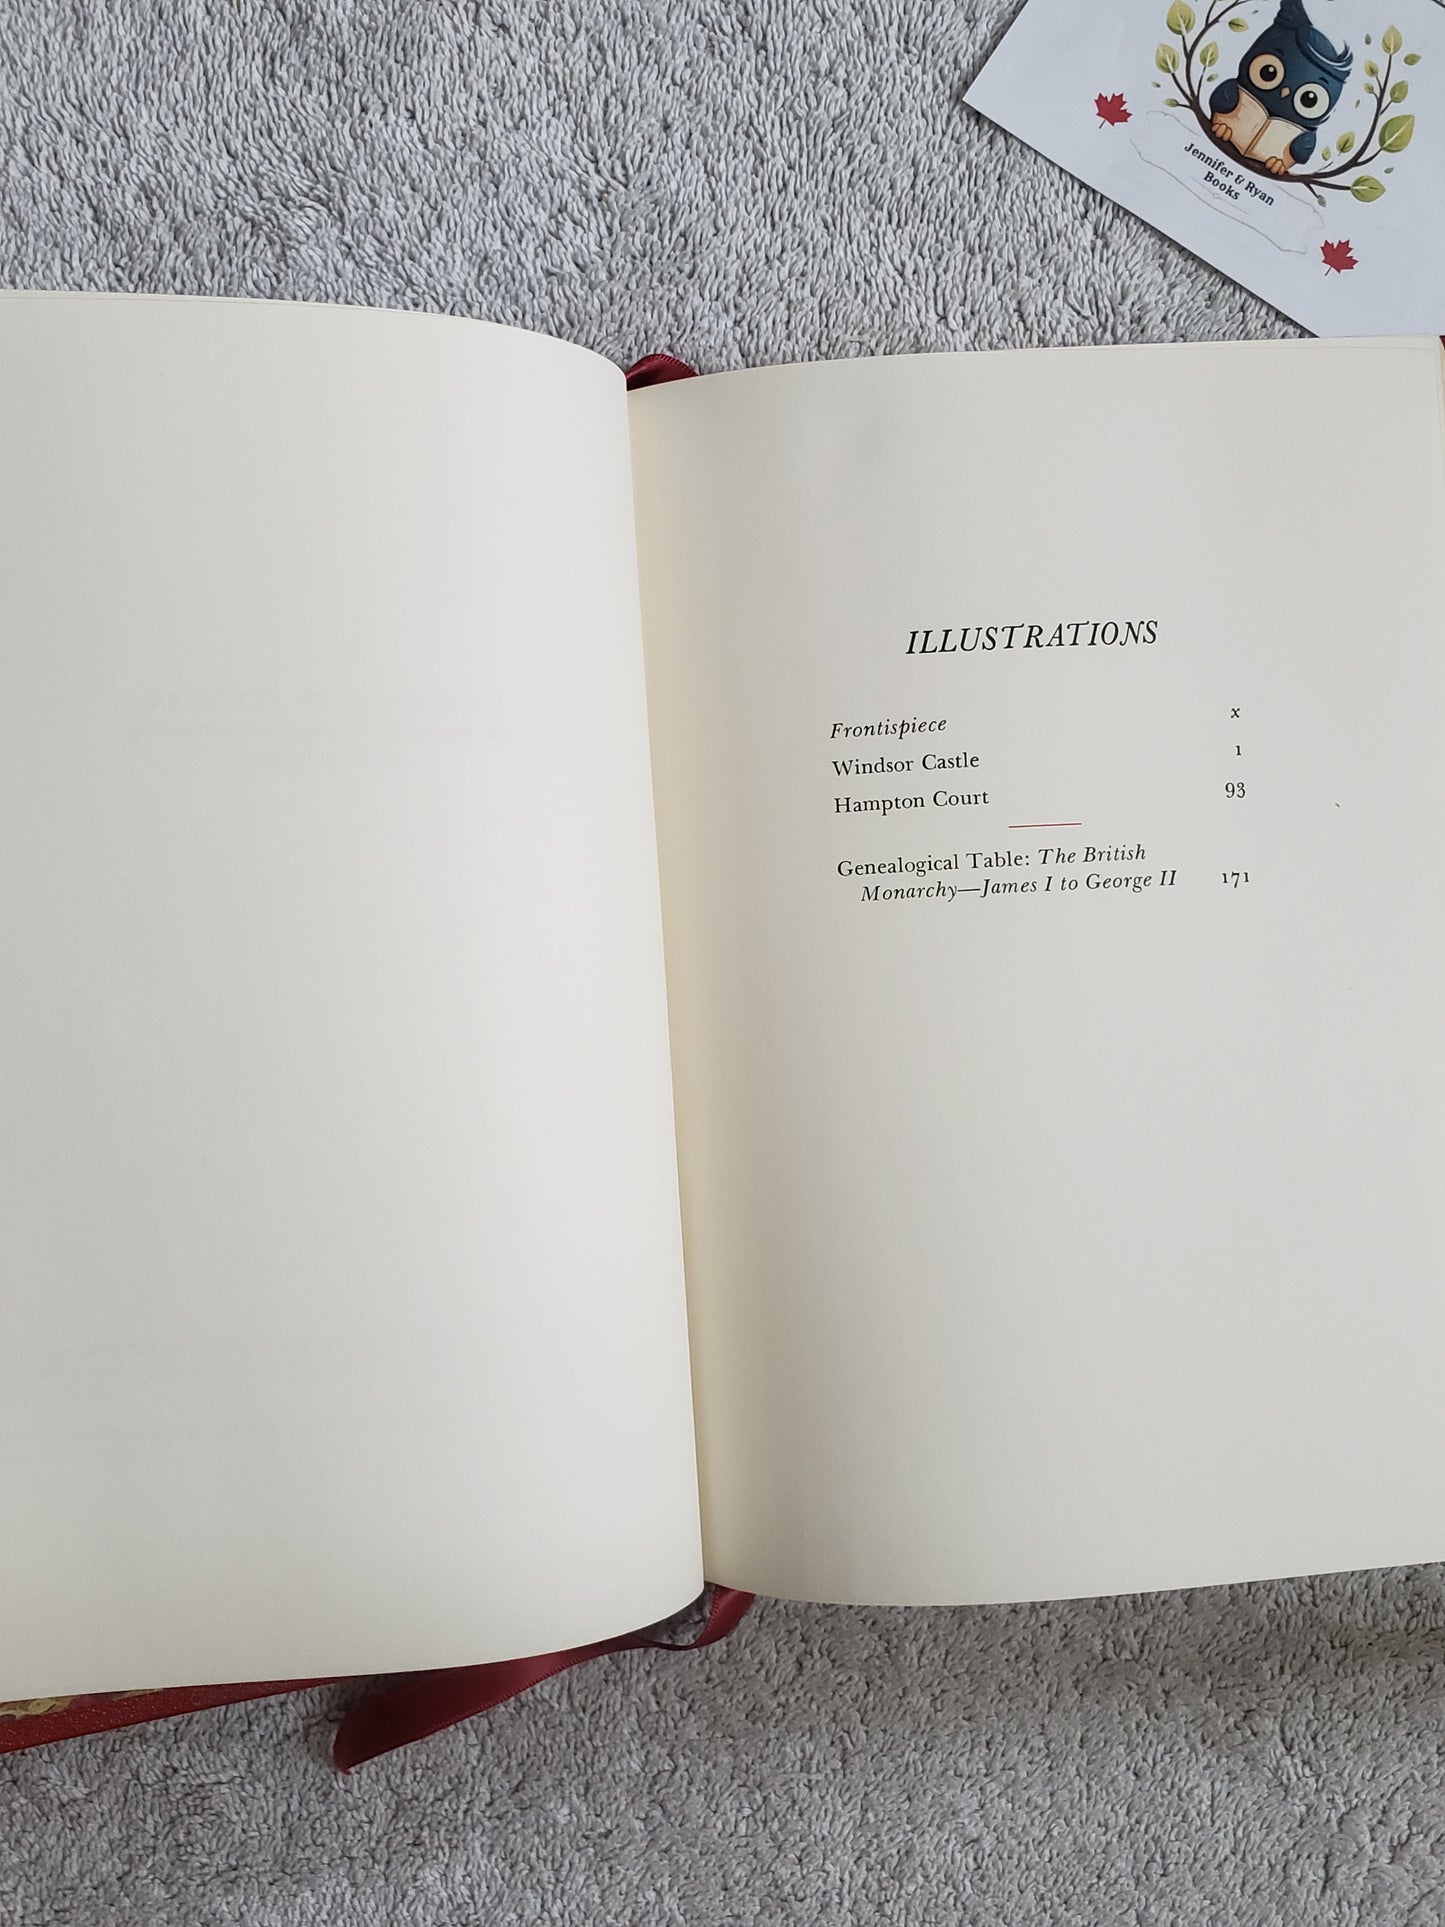 Jennifer & Ryan
Books
ILLUSTRATIONS
Frontispiece x
Windsor Castle 1
Hampton Court 93
Genealogical Table: The British
Monarchy—James I to George II 171